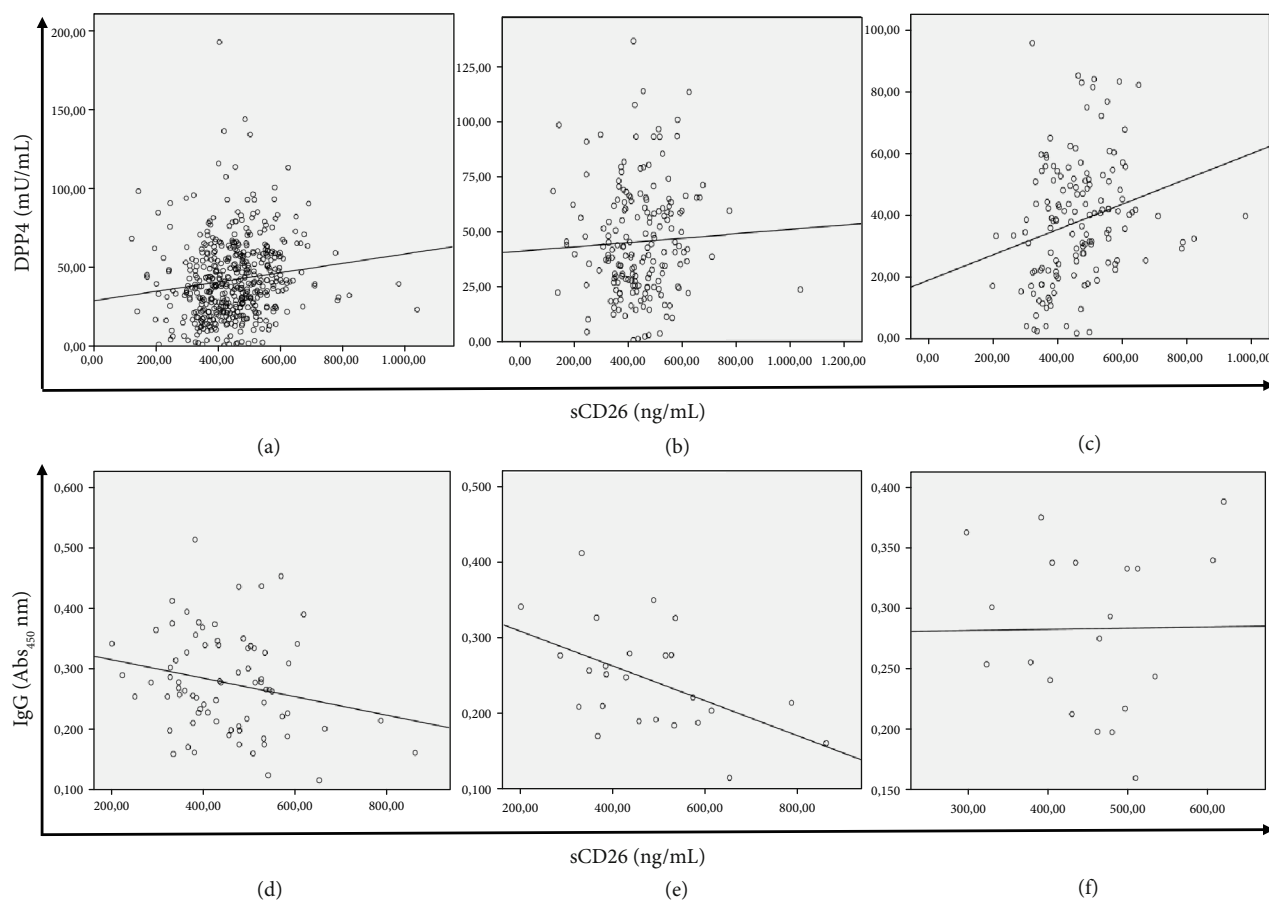 DPP4 (mU/mL)
200,00
150,00
100,00
50,00
0,00
0,00 200,00 400,00 600,00 800,00 1.000,00
125,00
100,00
75,00
50,00
25,00
0,00
0,00 200,00 400,00 600,00 800,00 1.000,00 1.200,00
100,00
80,00
60,00
40,00
20,00
0,00
0,00 200,00 400,00 600,00 800,00 1.000,00
sCD26 (ng/mL)
(a) (b) (c)
IgG (Abs450 nm)
0,600
0,500
0,400
0,300
0,200
0,100
200,00 400,00 600,00 800,00
0,500
0,400
0,300
0,200
0,100
200,00 400,00 600,00 800,00
0,400
0,350
0,300
0,250
0,200
0,150
300,00 400,00 500,00 600,00
sCD26 (ng/mL)
(d) (e) (f)